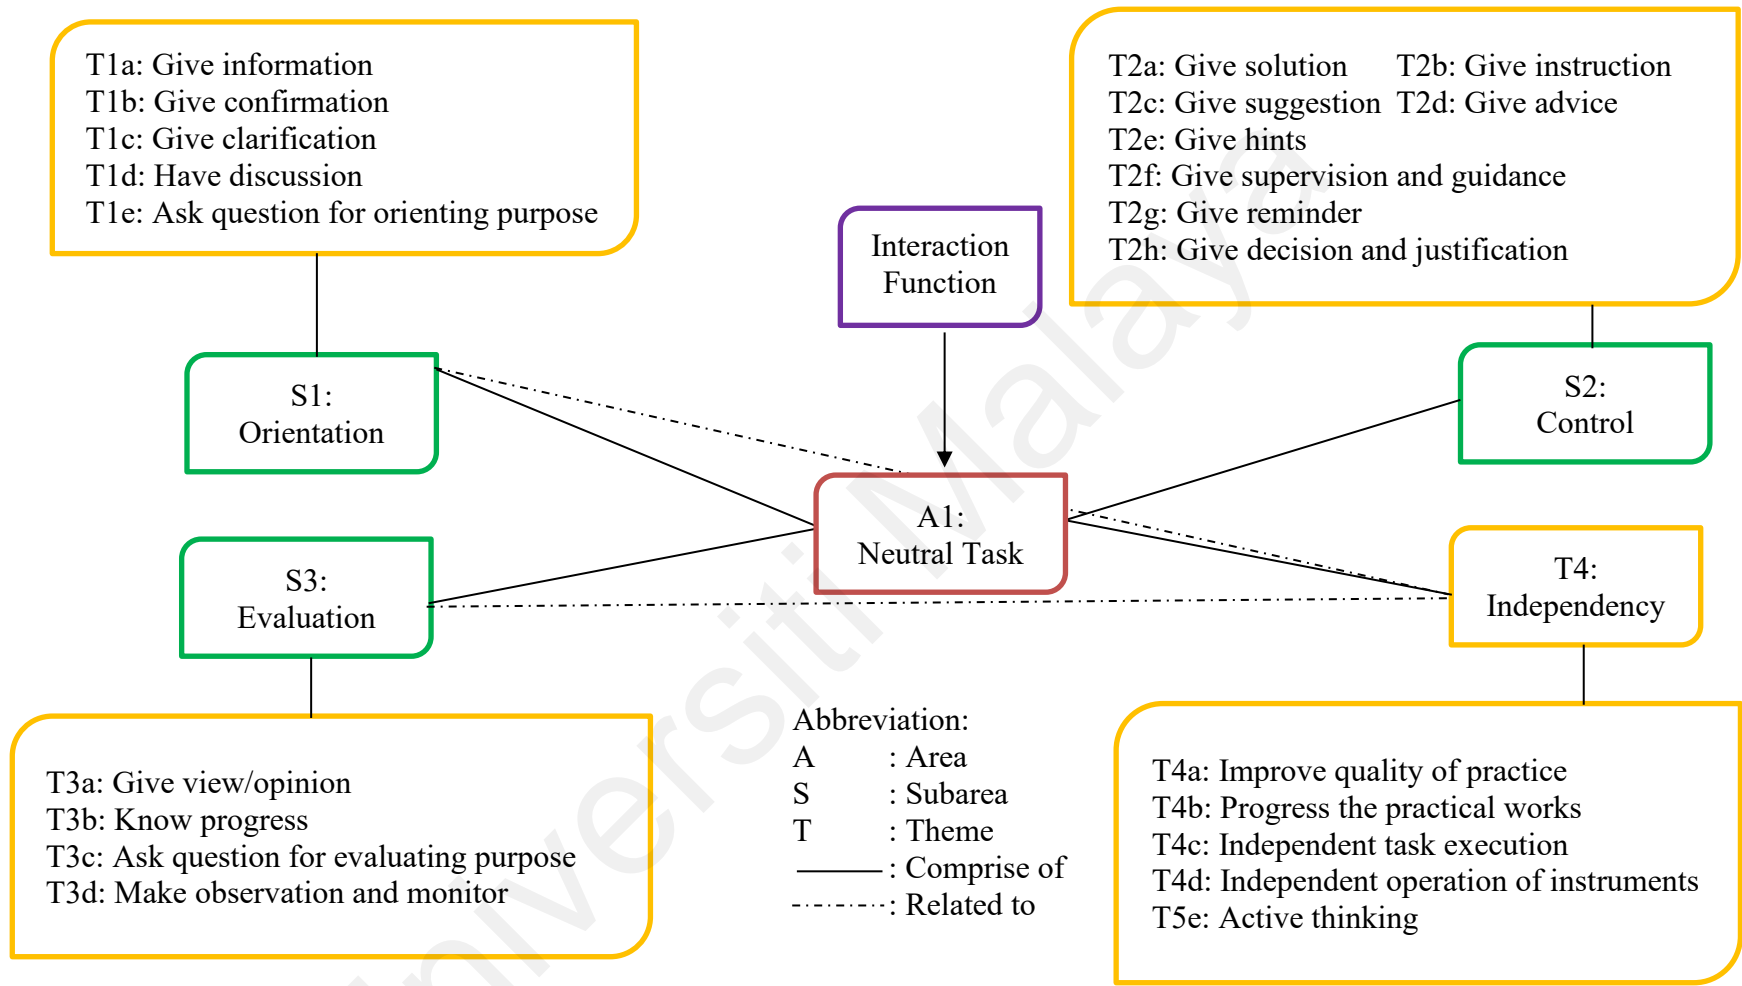 T1a: Give information
T1b: Give confirmation
T1c: Give clarification
T1d: Have discussion
T1e: Ask question for orienting purpose
T2a: Give solution T2b: Give instruction
T2c: Give suggestion T2d: Give advice
T2e: Give hints
T2f: Give supervision and guidance
T2g: Give reminder
T2h: Give decision and justification
Interaction
Function
S1:
Orientation
S2:
Control
A1:
Neutral Task
S3:
Evaluation
T4:
Independency
T3a: Give view/opinion
T3b: Know progress
T3c: Ask question for evaluating purpose
T3d: Make observation and monitor
Abbreviation:
A : Area
S : Subarea
T : Theme
: Comprise of
: Related to
T4a: Improve quality of practice
T4b: Progress the practical works
T4c: Independent task execution
T4d: Independent operation of instruments
T5e: Active thinking
niversiti Malaya